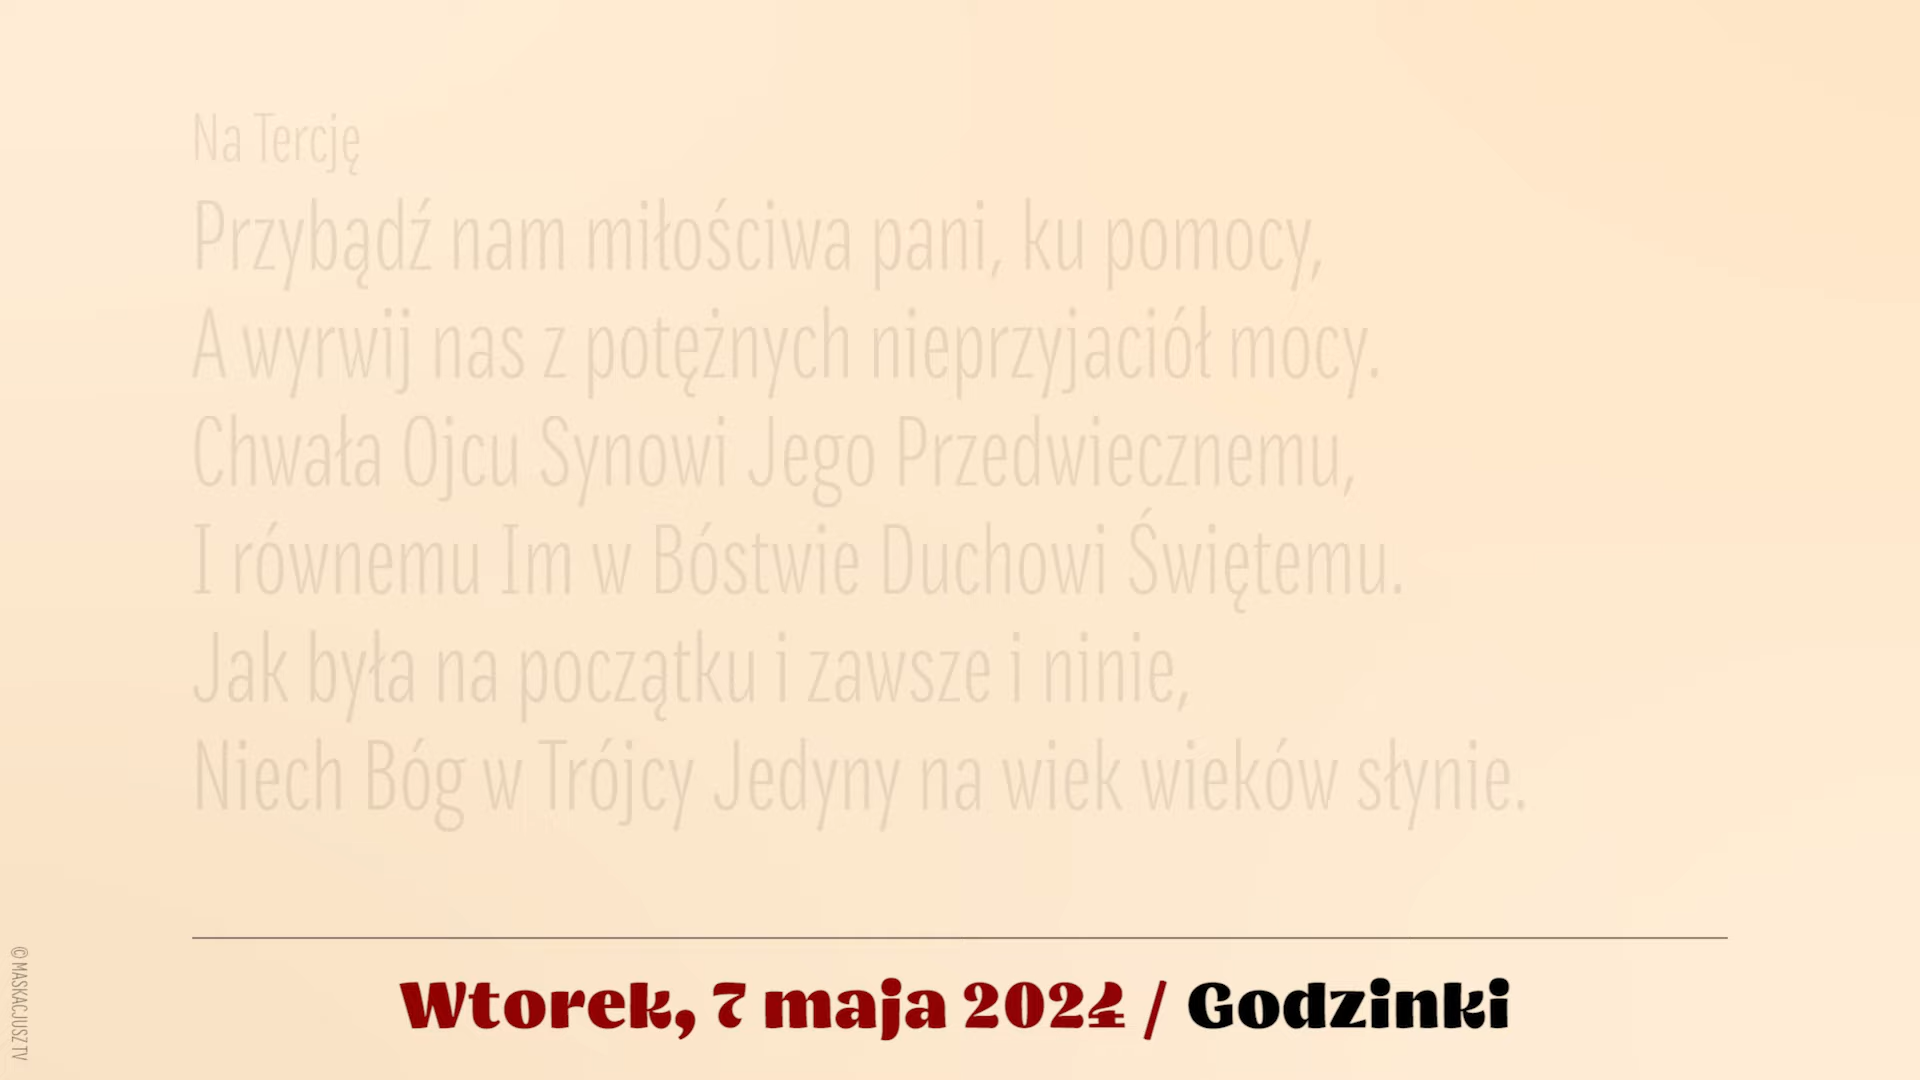 Na Tercję
Przybądź nam miłościwa pani, ku pomocy,
A wyrwij nas z potężnych nieprzyjaciół mocy.
Chwała Ojcu Synowi Jego Przedwiecznemu,
I równemu Im w Bóstwie Duchowi Świętemu.
Jak była na początku i zawsze i ninie,
Niech Bóg w Trójcy Jedyny na wiek wieków słynie.
Wtorek, 7 maja 2024 / Godzinki
© MASKACJUSZ TV